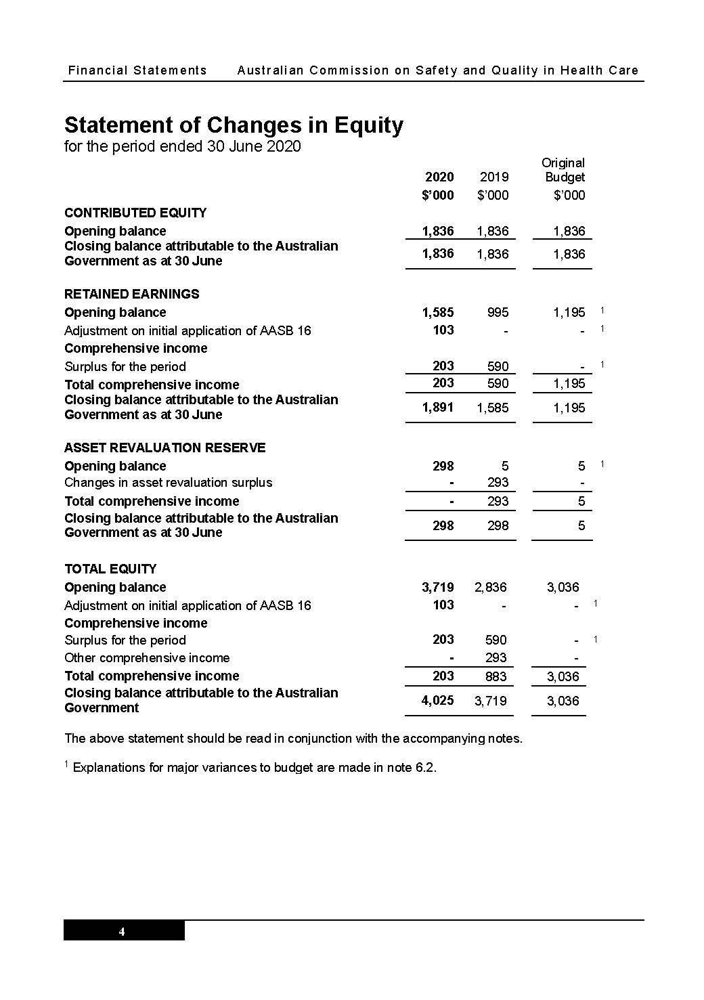 Financial Statements Australian Commission on Safety and Quality in Health Care
Statement of Changes in Equity
for the period ended 30 June 2020
Original
2020 2019 Budget
$’000 $’000 $’000
CONTRIBUTED EQUITY
Opening balance 1,836 1,836 1,836
Closing balance attributable to the Australian
Government as at 30 June 1,836 1,836 1,836
RETAINED EARNINGS
Opening balance 1,585 995 1,195 1
Adjustment on initial application of AASB 16 103 - - 1
Comprehensive income
Surplus for the period 203 590 - 1
Total comprehensive income 203 590 1,195
Closing balance attributable to the Australian
Government as at 30 June 1,891 1,585 1,195
ASSET REVALUATION RESERVE
Opening balance 298 5 5 1
Changes in asset revaluation surplus - 293 -
Total comprehensive income - 293 5
Closing balance attributable to the Australian
Government as at 30 June 298 298 5
TOTAL EQUITY
Opening balance 3,719 2,836 3,036
Adjustment on initial application of AASB 16 103 - - 1
Comprehensive income
Surplus for the period 203 590 - 1
Other comprehensive income - 293 -
Total comprehensive income 203 883 3,036
Closing balance attributable to the Australian
Government 4,025 3,719 3,036
The above statement should be read in conjunction with the accompanying notes.
1 Explanations for major variances to budget are made in note 6.2.
4